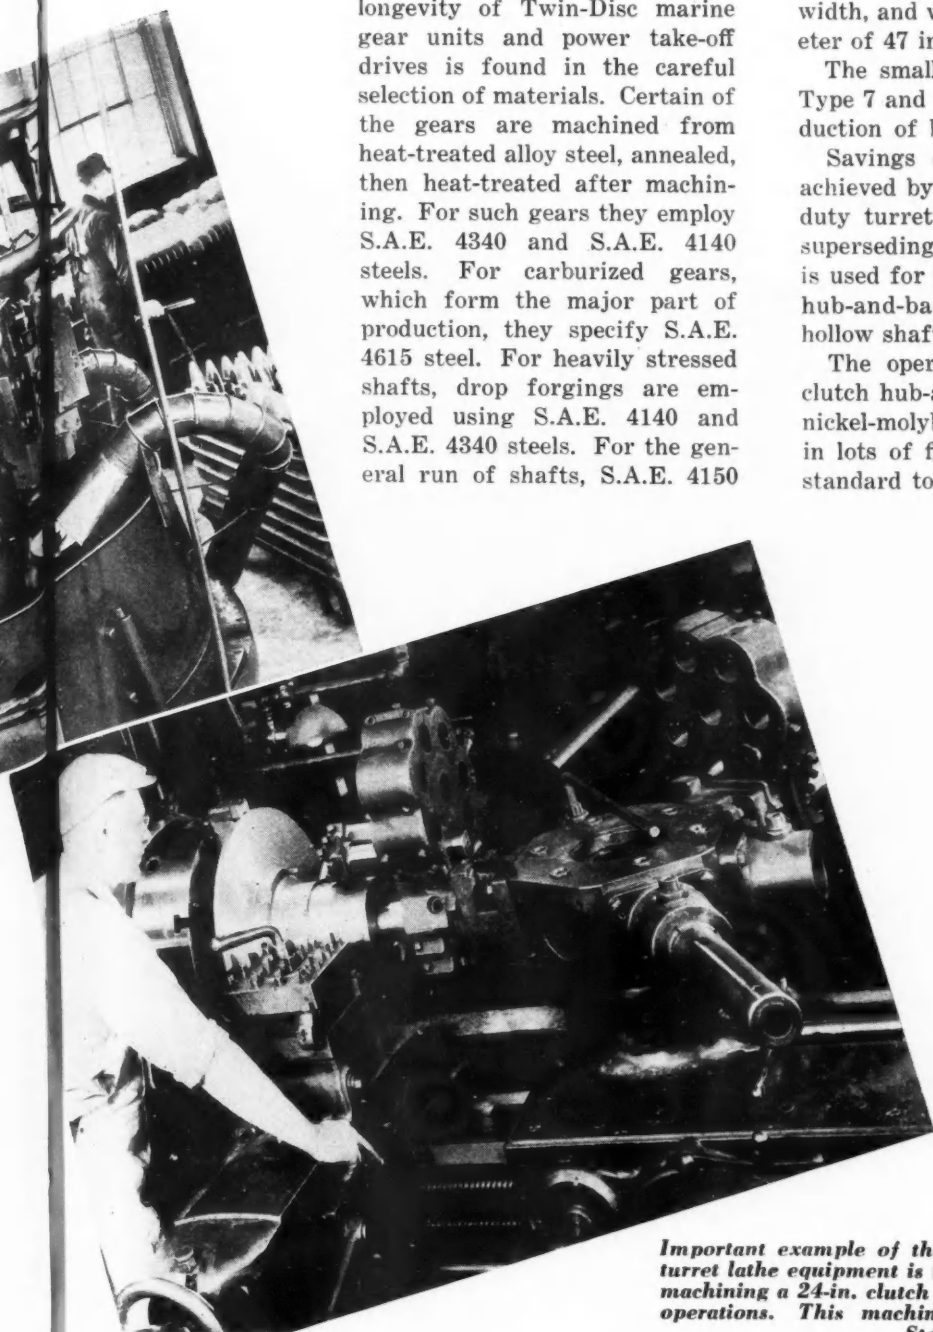 longevity of Twin-Disc marine
gear units and power take-off
drives is found in the careful
selection of materials. Certain of
the gears are machined from
heat-treated alloy steel, annealed,
then heat-treated after machin-
ing. For such gears they employ
S.A.E. 4340 and S.A.E. 4140
steels. For carburized gears,
which form the major part of
production, they specify S.A.E.
4615 steel. For heavily stressed
shafts, drop forgings are em-
ployed using S.A.E. 4140 and
S.A.E. 4340 steels. For the gen-
eral run of shafts, S.A.E. 4150
width, and
eter of 47 in
The small
Type 7 and
duction of
Savings
achieved by
duty turret
superseding
is used for
hub-and-ba
hollow shaf
The oper
clutch hub-
nickel-molyb
in lots of f
standard to
Important example of th
turret lathe equipment is
machining a 24-in. clutch
operations. This machin